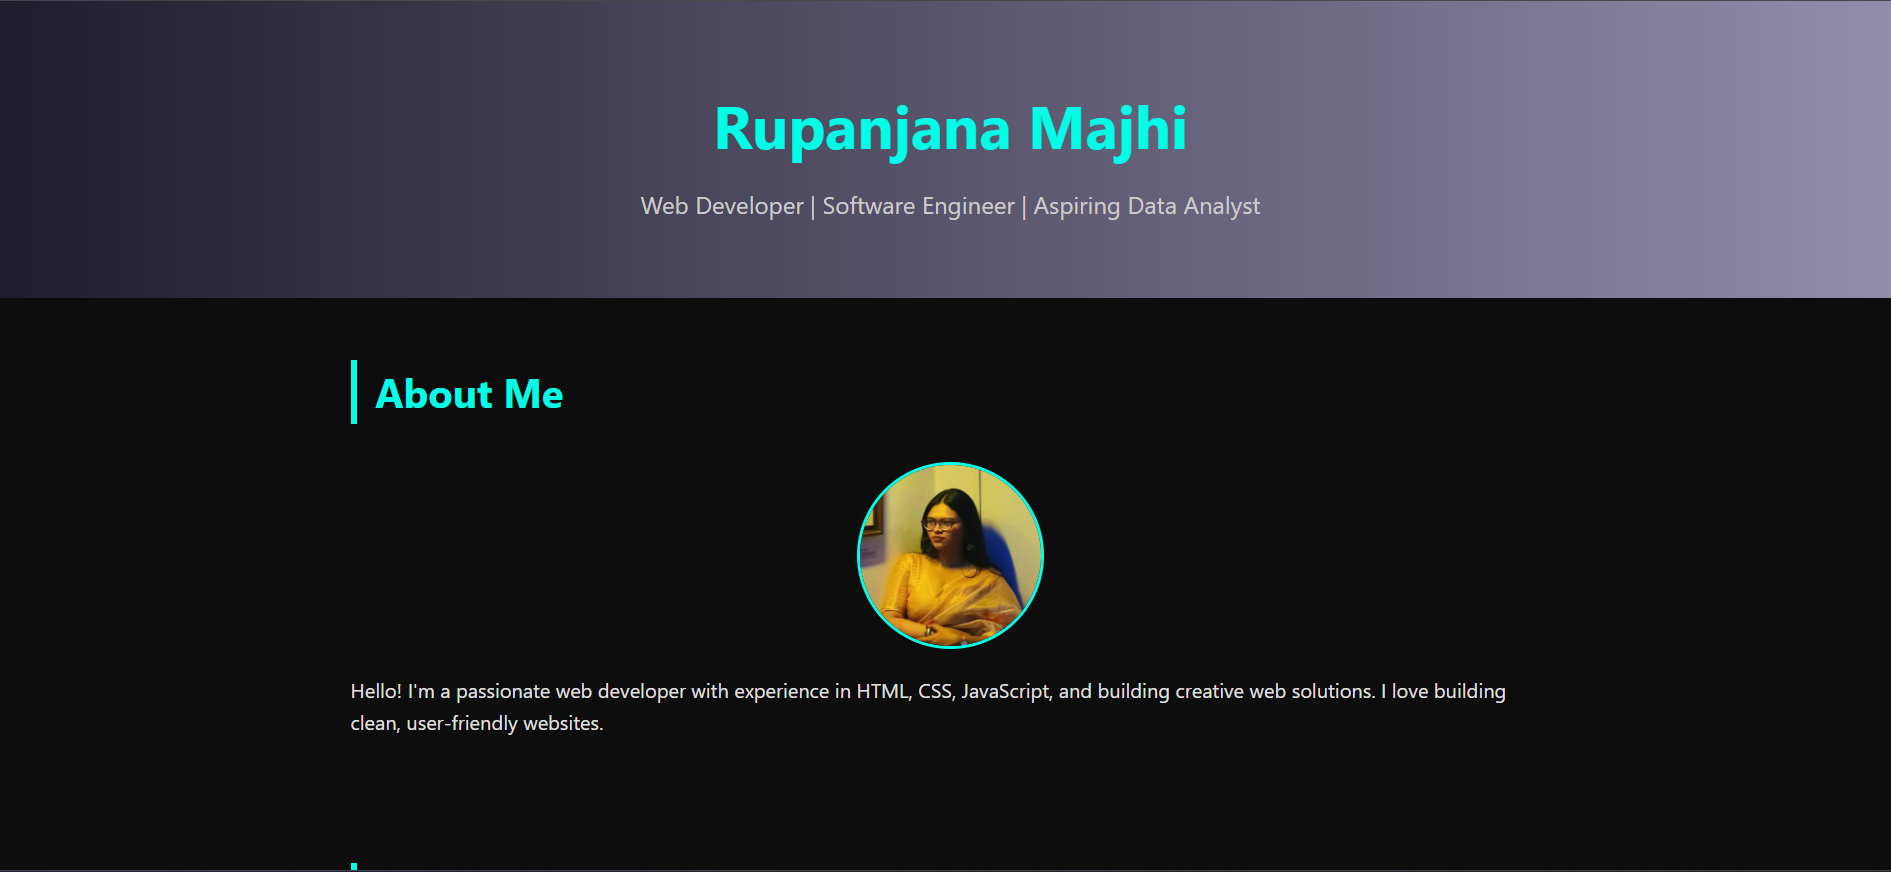 Rupanjana Majhi
Web Developer | Software Engineer | Aspiring Data Analyst
About Me
Hello! I'm a passionate web developer with experience in HTML, CSS, JavaScript, and building creative web solutions. I love building
clean, user-friendly websites.